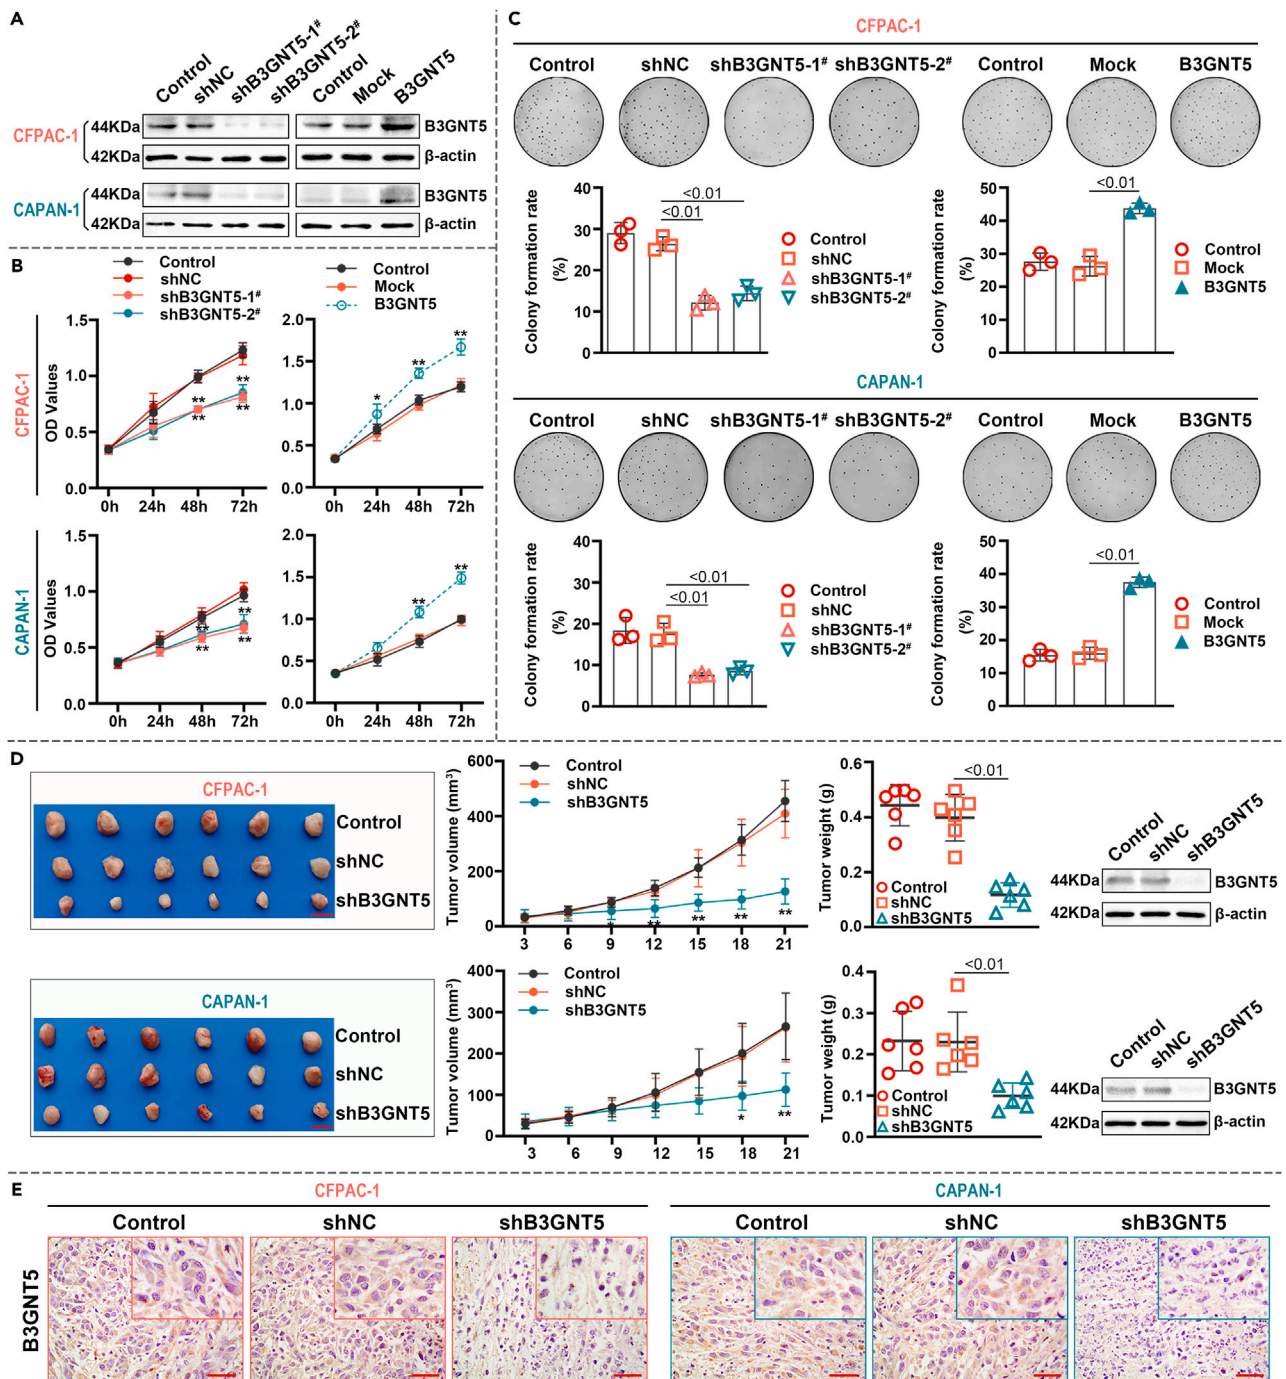 A
Control
shNC
shB3GNT5-1#
shB3GNT5-2#
Control
Mock
B3GNT5
CFPAC-1
44KDa
B3GNT5
42KDa
β-actin
CAPAN-1
44KDa
B3GNT5
42KDa
β-actin
B
Control
shNC
shB3GNT5-1#
shB3GNT5-2#
Control
Mock
B3GNT5
CFPAC-1
OD Values
1.5
1.0
0.5
0.0
0h 24h 48h 72h
** ** ** **
2.0
1.5
1.0
0.5
0.0
0h 24h 48h 72h
* ** **
CAPAN-1
OD Values
1.5
1.0
0.5
0.0
0h 24h 48h 72h
** ** ** **
2.0
1.5
1.0
0.5
0.0
0h 24h 48h 72h
** **
C
CFPAC-1
Control shNC shB3GNT5-1# shB3GNT5-2# Control Mock B3GNT5
Colony formation rate
(%)
40
30
20
10
0
<0.01
<0.01
Control
shNC
shB3GNT5-1#
shB3GNT5-2#
Colony formation rate
(%)
50
40
30
20
10
0
<0.01
Control
Mock
B3GNT5
CAPAN-1
Control shNC shB3GNT5-1# shB3GNT5-2# Control Mock B3GNT5
Colony formation rate
(%)
40
30
20
10
0
<0.01
<0.01
Control
shNC
shB3GNT5-1#
shB3GNT5-2#
Colony formation rate
(%)
50
40
30
20
10
0
<0.01
Control
Mock
B3GNT5
D
CFPAC-1
Control
shNC
shB3GNT5
Tumor volume (mm³)
600
400
200
0
3 6 9 12 15 18 21
Control
shNC
shB3GNT5
* ** ** ** **
Tumor weight (g)
0.6
0.4
0.2
0.0
<0.01
Control
shNC
shB3GNT5
Control
shNC
shB3GNT5
44KDa
B3GNT5
42KDa
β-actin
CAPAN-1
Control
shNC
shB3GNT5
Tumor volume (mm³)
400
300
200
100
0
3 6 9 12 15 18 21
Control
shNC
shB3GNT5
* **
Tumor weight (g)
0.4
0.3
0.2
0.1
0.0
<0.01
Control
shNC
shB3GNT5
Control
shNC
shB3GNT5
44KDa
B3GNT5
42KDa
β-actin
E
CFPAC-1
CAPAN-1
Control shNC shB3GNT5 Control shNC shB3GNT5
B3GNT5